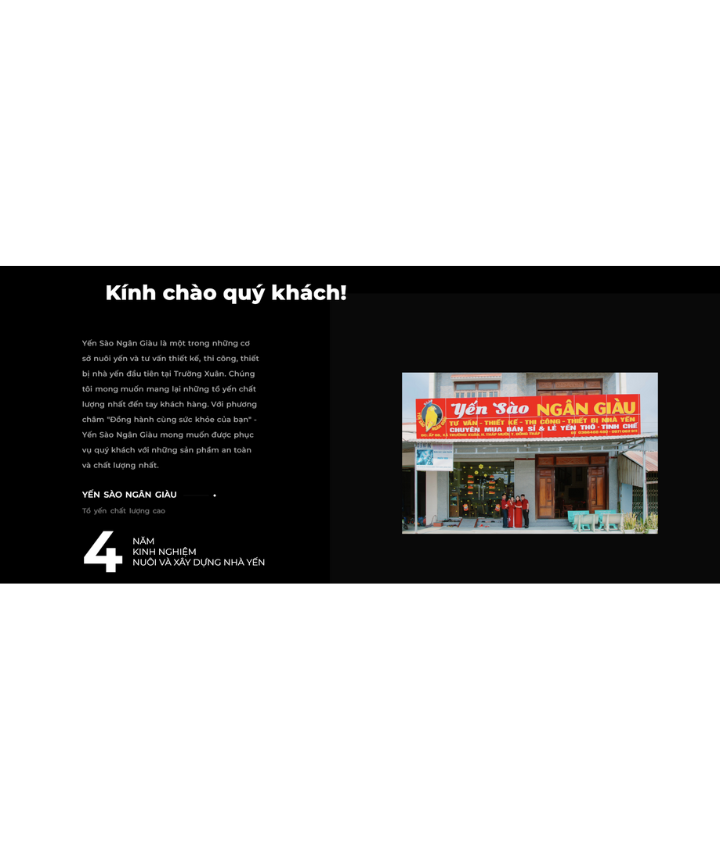 Kính chào quý khách!
Yến Sào Ngân Giàu là một trong những cơ
sở nuôi yến và tư vấn thiết kế, thi công, thiết
bị nhà yến đầu tiên tại Trường Xuân. Chúng
tôi mong muốn mang lại những tổ yến chất
lượng nhất đến tay khách hàng. Với phương
châm "Đồng hành cùng sức khỏe của bạn" -
Yến Sào Ngân Giàu mong muốn được phục
vụ quý khách với những sản phẩm an toàn
và chất lượng nhất.
YẾN SÀO NGÂN GIÀU
Tổ yến chất lượng cao
4 NĂM
KINH NGHIỆM
NUÔI VÀ XÂY DỰNG NHÀ YẾN
Yến Sào NGÂN GIÀU
TƯ VẤN - THIẾT KẾ - THI CÔNG - THIẾT BỊ NHÀ YẾN
CHUYÊN MUA BÁN SỈ & LẺ YẾN THÔ - TINH CHẾ